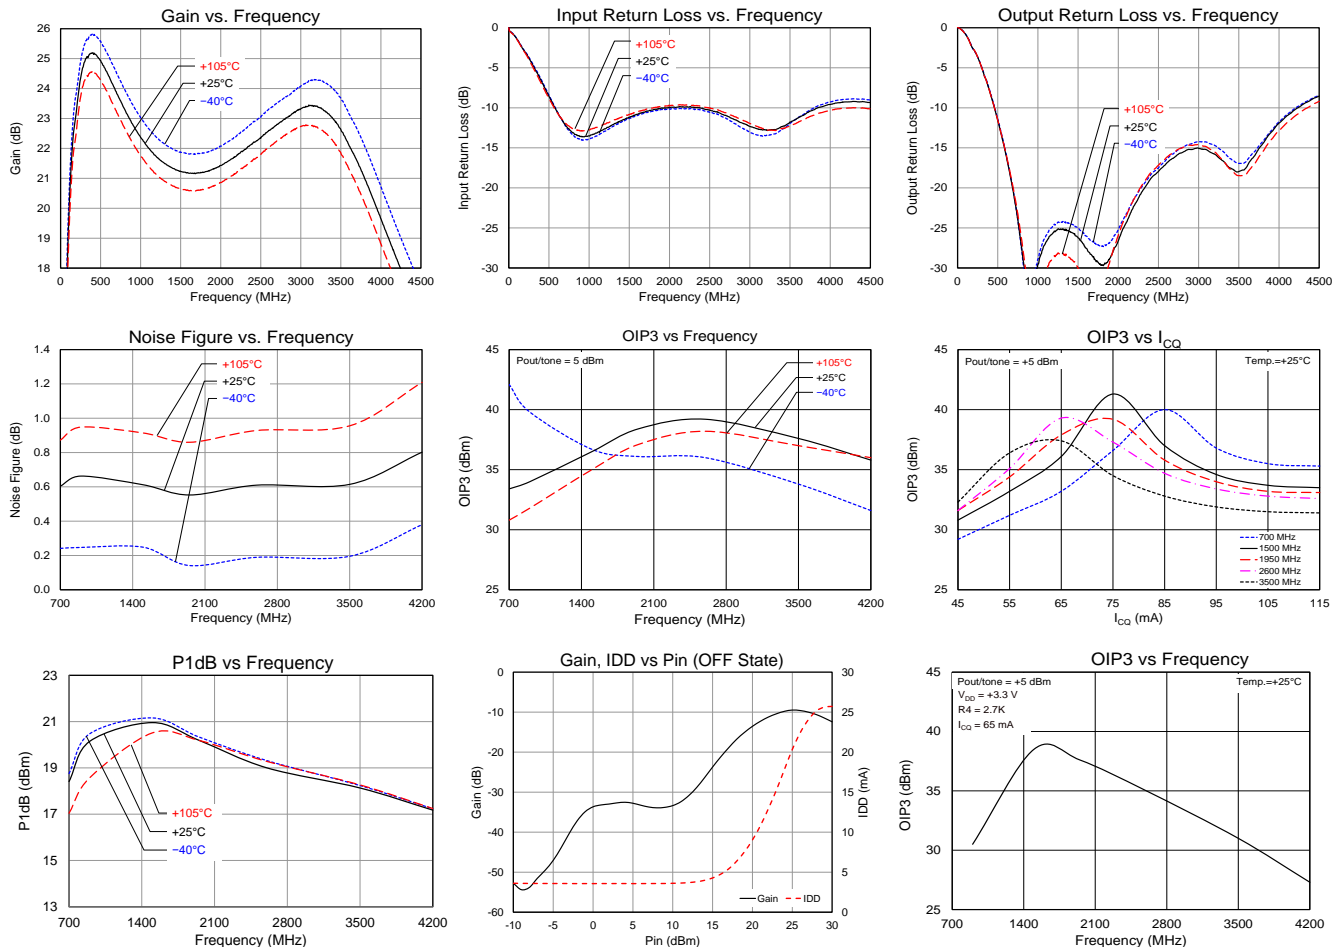 Gain vs. Frequency
26
25
24
23
22
21
20
19
18
Gain (dB)
+105°C
+25°C
−40°C
0 500 1000 1500 2000 2500 3000 3500 4000 4500
Frequency (MHz)
Input Return Loss vs. Frequency
0
-5
-10
-15
-20
-25
-30
Input Return Loss (dB)
+105°C
+25°C
−40°C
0 500 1000 1500 2000 2500 3000 3500 4000 4500
Frequency (MHz)
Output Return Loss vs. Frequency
0
-5
-10
-15
-20
-25
-30
Output Return Loss (dB)
+105°C
+25°C
−40°C
0 500 1000 1500 2000 2500 3000 3500 4000 4500
Frequency (MHz)
Noise Figure vs. Frequency
1.4
1.2
1.0
0.8
0.6
0.4
0.2
0.0
Noise Figure (dB)
+105°C
+25°C
−40°C
700 1400 2100 2800 3500 4200
Frequency (MHz)
OIP3 vs Frequency
Pout/tone = 5 dBm
45
40
35
30
25
OIP3 (dBm)
+105°C
+25°C
−40°C
700 1400 2100 2800 3500 4200
Frequency (MHz)
OIP3 vs ICQ
Pout/tone = +5 dBm
Temp.=+25°C
45
40
35
30
25
OIP3 (dBm)
700 MHz
1500 MHz
1950 MHz
2600 MHz
3500 MHz
45 55 65 75 85 95 105 115
ICQ (mA)
P1dB vs Frequency
23
21
19
17
15
13
P1dB (dBm)
+105°C
+25°C
−40°C
700 1400 2100 2800 3500 4200
Frequency (MHz)
Gain, IDD vs Pin (OFF State)
0
-10
-20
-30
-40
-50
-60
Gain (dB)
30
25
20
15
10
5
0
IDD (mA)
Gain IDD
-10 -5 0 5 10 15 20 25 30
Pin (dBm)
OIP3 vs Frequency
Pout/tone = +5 dBm
Temp.=+25°C
VDD = +3.3 V
R4 = 2.7K
ICQ = 65 mA
45
40
35
30
25
OIP3 (dBm)
700 1400 2100 2800 3500 4200
Frequency (MHz)